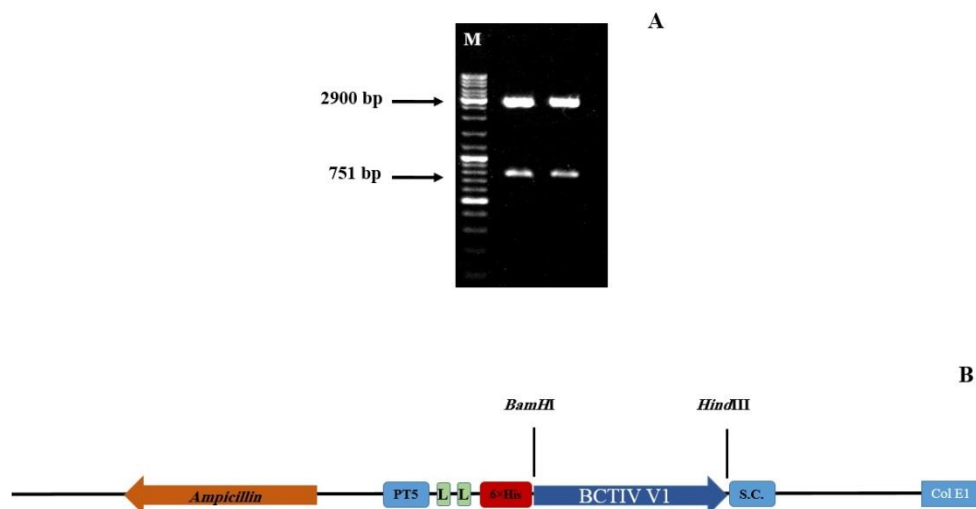 A
M
2900 bp
751 bp
B
BamHI HindIII
Ampicillin PT5 L L 6×His BCTIV V1 S.C. Col E1